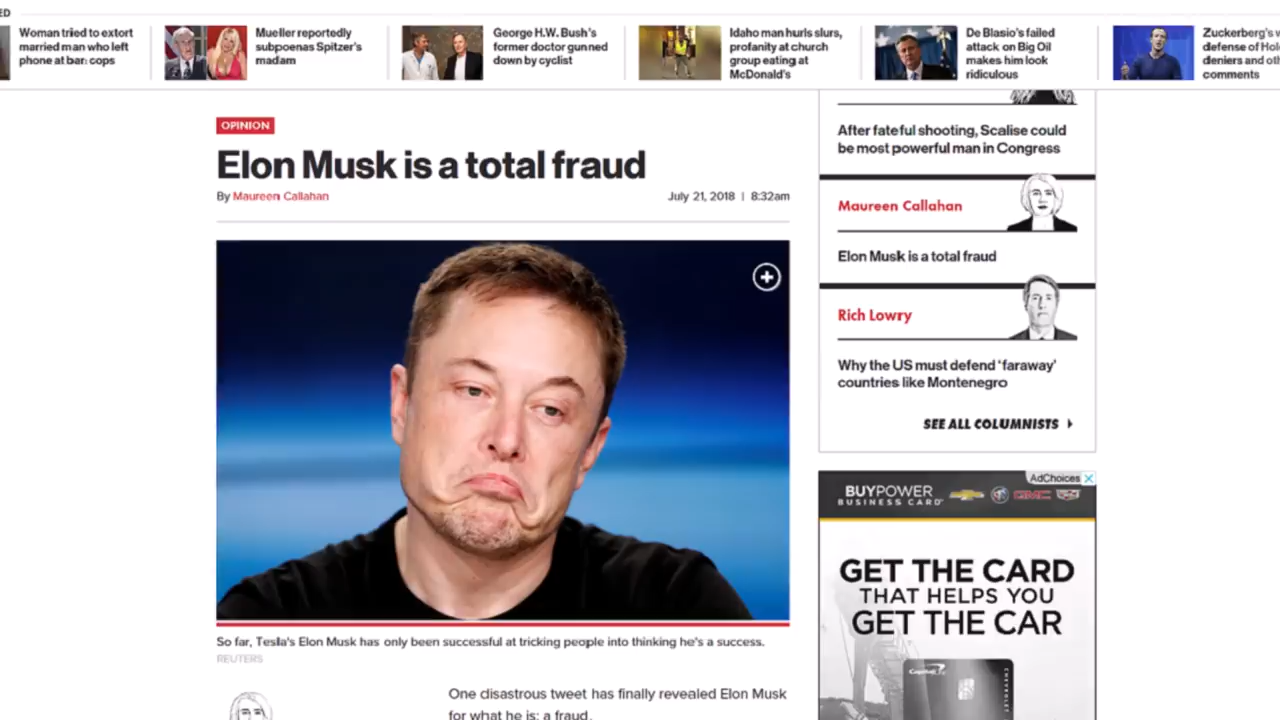 ED
Woman tried to extort
married man who left
phone at bar: cops
Mueller reportedly
subpoenas Spitzer's
madam
George H.W. Bush's
former doctor gunned
down by cyclist
Idaho man hurls slurs,
profanity at church
group eating at
McDonald's
De Blasio's failed
attack on Big Oil
makes him look
ridiculous
Zuckerberg's
defense of
deniers and
comments
OPINION
Elon Musk is a total fraud
By Maureen Callahan
July 21, 2018 | 8:32am
So far, Tesla's Elon Musk has only been successful at tricking people into thinking he's a success.
REUTERS
One disastrous tweet has finally revealed Elon Musk
for what he is: a fraud.
After fateful shooting, Scalise could
be most powerful man in Congress
Maureen Callahan
Elon Musk is a total fraud
Rich Lowry
Why the US must defend 'faraway'
countries like Montenegro
SEE ALL COLUMNISTS
AdChoices
BUYPOWER
BUSINESS CARD
GMC
GET THE CARD
THAT HELPS YOU
GET THE CAR
Capital One
CHEVROLET